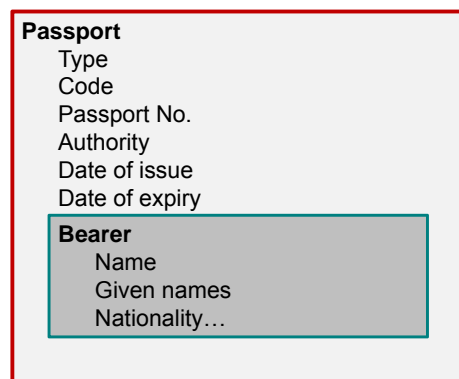 Passport
Type
Code
Passport No.
Authority
Date of issue
Date of expiry
Bearer
Name
Given names
Nationality…